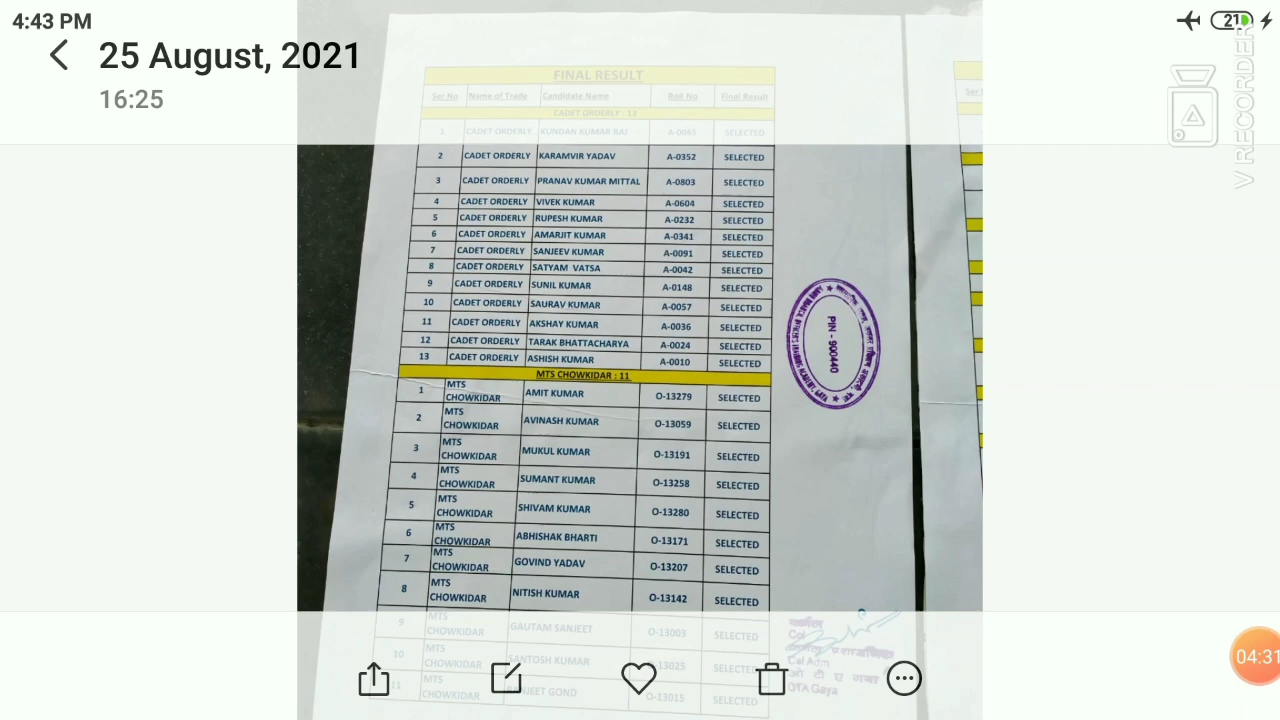 4:43 PM
21
25 August, 2021
16:25
V RECORDER
FINAL RESULT
Ser No Name of Trade Candidate Name Roll No Final Result
CADET ORDERLY : 13
1 CADET ORDERLY KUNDAN KUMAR RAJ A-0065 SELECTED
2 CADET ORDERLY KARAMVIR YADAV A-0352 SELECTED
3 CADET ORDERLY PRANAV KUMAR MITTAL A-0803 SELECTED
4 CADET ORDERLY VIVEK KUMAR A-0604 SELECTED
5 CADET ORDERLY RUPESH KUMAR A-0232 SELECTED
6 CADET ORDERLY AMARJIT KUMAR A-0341 SELECTED
7 CADET ORDERLY SANJEEV KUMAR A-0091 SELECTED
8 CADET ORDERLY SATYAM VATSA A-0042 SELECTED
9 CADET ORDERLY SUNIL KUMAR A-0148 SELECTED
10 CADET ORDERLY SAURAV KUMAR A-0057 SELECTED
11 CADET ORDERLY AKSHAY KUMAR A-0036 SELECTED
12 CADET ORDERLY TARAK BHATTACHARYA A-0024 SELECTED
13 CADET ORDERLY ASHISH KUMAR A-0010 SELECTED
MTS CHOWKIDAR : 11
1 MTS CHOWKIDAR AMIT KUMAR O-13279 SELECTED
2 MTS CHOWKIDAR AVINASH KUMAR O-13059 SELECTED
3 MTS CHOWKIDAR MUKUL KUMAR O-13191 SELECTED
4 MTS CHOWKIDAR SUMANT KUMAR O-13258 SELECTED
5 MTS CHOWKIDAR SHIVAM KUMAR O-13280 SELECTED
6 MTS CHOWKIDAR ABHISHAK BHARTI O-13171 SELECTED
7 MTS CHOWKIDAR GOVIND YADAV O-13207 SELECTED
8 MTS CHOWKIDAR NITISH KUMAR O-13142 SELECTED
9 MTS CHOWKIDAR GAUTAM SANJEET O-13003 SELECTED
10 MTS CHOWKIDAR SANTOSH KUMAR 13025 SELECTED
11 MTS CHOWKIDAR GOND O-13015 SELECTED
PIN - 900440
Col
Col Adm
ओ टी ए गया
OTA Gaya
04:31